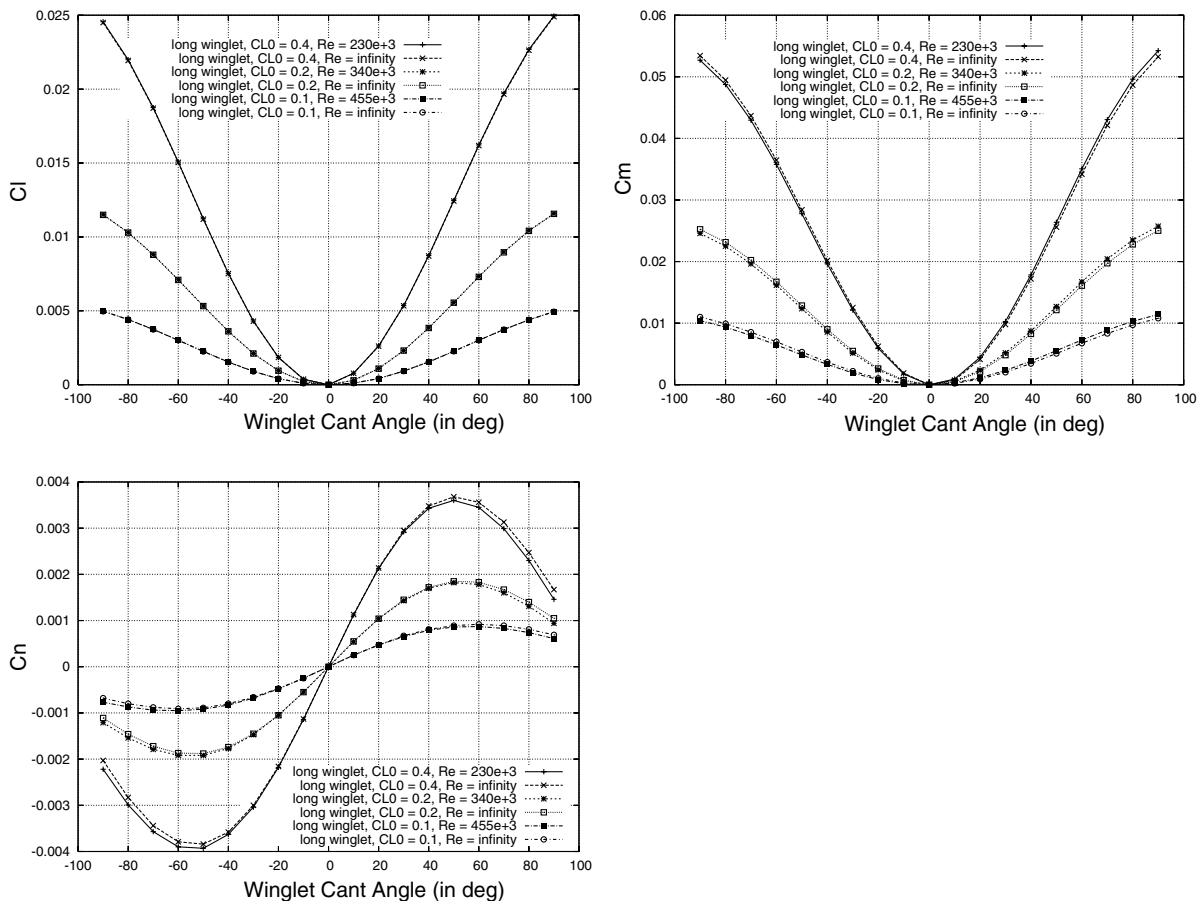 0.025
0.02
0.015
0.01
0.005
0
-100
-80
-60
-40
-20
0
20
40
60
80
100
Cl
Winglet Cant Angle (in deg)
long winglet, CL0 = 0.4, Re = 230e+3
long winglet, CL0 = 0.4, Re = infinity
long winglet, CL0 = 0.2, Re = 340e+3
long winglet, CL0 = 0.2, Re = infinity
long winglet, CL0 = 0.1, Re = 455e+3
long winglet, CL0 = 0.1, Re = infinity
0.06
0.05
0.04
0.03
0.02
0.01
0
-100
-80
-60
-40
-20
0
20
40
60
80
100
Cm
Winglet Cant Angle (in deg)
long winglet, CL0 = 0.4, Re = 230e+3
long winglet, CL0 = 0.4, Re = infinity
long winglet, CL0 = 0.2, Re = 340e+3
long winglet, CL0 = 0.2, Re = infinity
long winglet, CL0 = 0.1, Re = 455e+3
long winglet, CL0 = 0.1, Re = infinity
0.004
0.003
0.002
0.001
0
-0.001
-0.002
-0.003
-0.004
-100
-80
-60
-40
-20
0
20
40
60
80
100
Cn
Winglet Cant Angle (in deg)
long winglet, CL0 = 0.4, Re = 230e+3
long winglet, CL0 = 0.4, Re = infinity
long winglet, CL0 = 0.2, Re = 340e+3
long winglet, CL0 = 0.2, Re = infinity
long winglet, CL0 = 0.1, Re = 455e+3
long winglet, CL0 = 0.1, Re = infinity